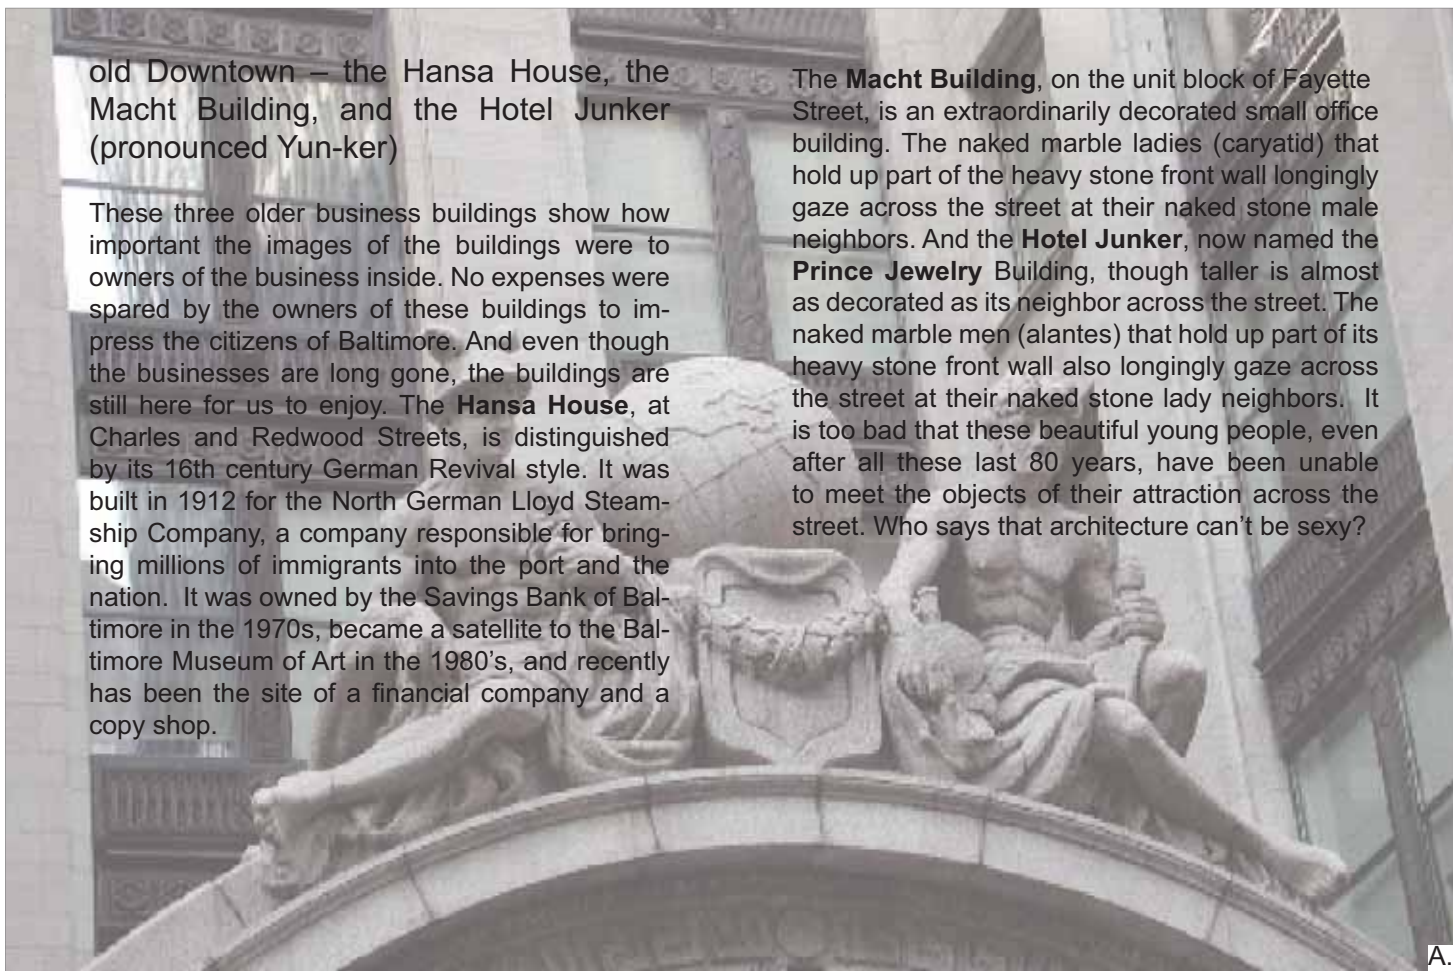 old Downtown – the Hansa House, the
Macht Building, and the Hotel Junker
(pronounced Yun-ker)
These three older business buildings show how
important the images of the buildings were to
owners of the business inside. No expenses were
spared by the owners of these buildings to im-
press the citizens of Baltimore. And even though
the businesses are long gone, the buildings are
still here for us to enjoy. The Hansa House, at
Charles and Redwood Streets, is distinguished
by its 16th century German Revival style. It was
built in 1912 for the North German Lloyd Steam-
ship Company, a company responsible for bring-
ing millions of immigrants into the port and the
nation.  It was owned by the Savings Bank of Bal-
timore in the 1970s, became a satellite to the Bal-
timore Museum of Art in the 1980's, and recently
has been the site of a financial company and a
copy shop.
The Macht Building, on the unit block of Fayette
Street, is an extraordinarily decorated small office
building. The naked marble ladies (caryatid) that
hold up part of the heavy stone front wall longingly
gaze across the street at their naked stone male
neighbors. And the Hotel Junker, now named the
Prince Jewelry Building, though taller is almost
as decorated as its neighbor across the street. The
naked marble men (alantes) that hold up part of its
heavy stone front wall also longingly gaze across
the street at their naked stone lady neighbors.  It
is too bad that these beautiful young people, even
after all these last 80 years, have been unable
to meet the objects of their attraction across the
street. Who says that architecture can't be sexy?
A.